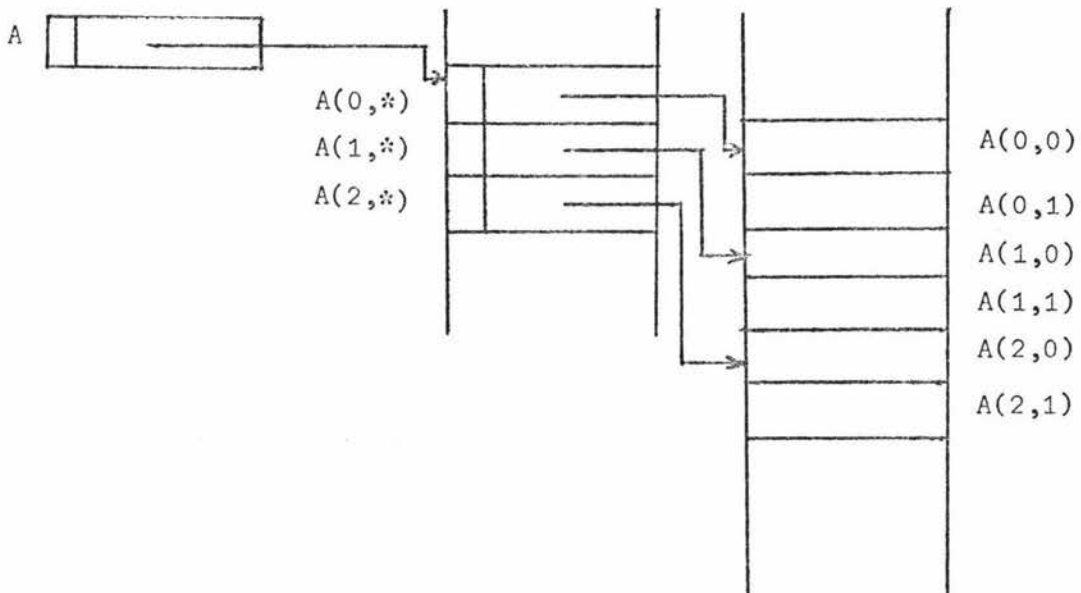 A
A(0,*)
A(1,*)
A(2,*)
A(0,0)
A(0,1)
A(1,0)
A(1,1)
A(2,0)
A(2,1)